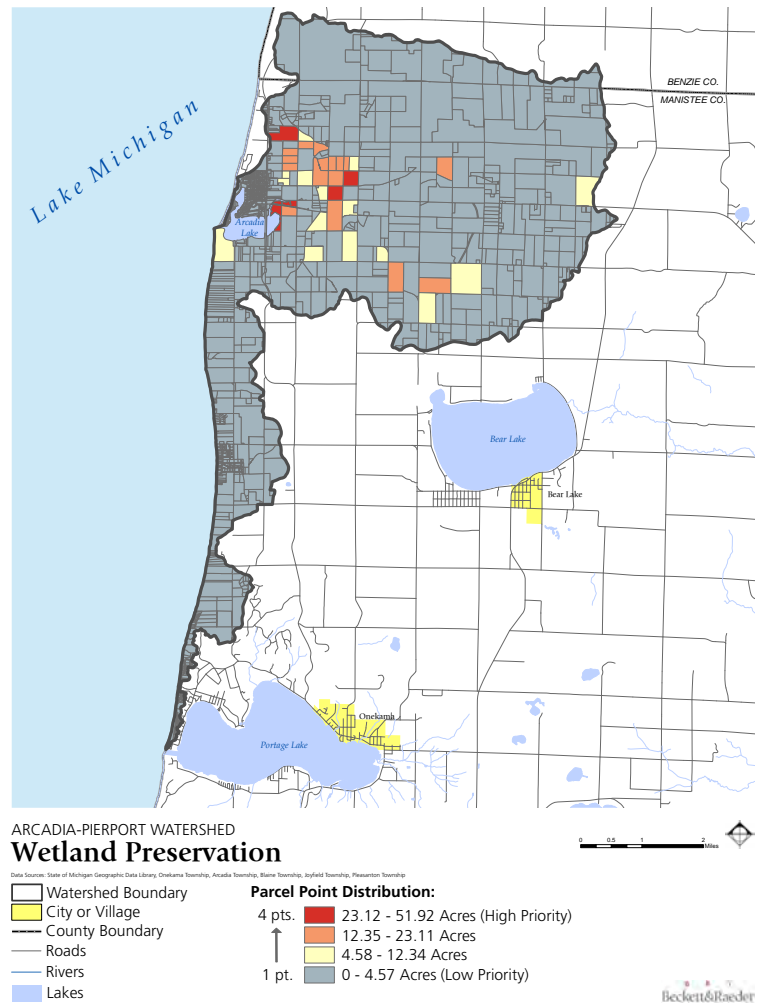 BENZIE CO.
MANISTEE CO.
Lake Michigan
Arcadia
Lake
Bear Lake
Bear Lake
Onekama
Portage Lake
ARCADIA-PIERPORT WATERSHED
Wetland Preservation
0 0.5 1 2
Miles
Data Sources: State of Michigan Geographic Data Library, Onekama Township, Arcadia Township, Blaine Township, Joyfield Township, Pleasanton Township
Watershed Boundary
City or Village
County Boundary
Roads
Rivers
Lakes
Parcel Point Distribution:
4 pts. 23.12 - 51.92 Acres (High Priority)
12.35 - 23.11 Acres
4.58 - 12.34 Acres
1 pt. 0 - 4.57 Acres (Low Priority)
Beckett&Raeder